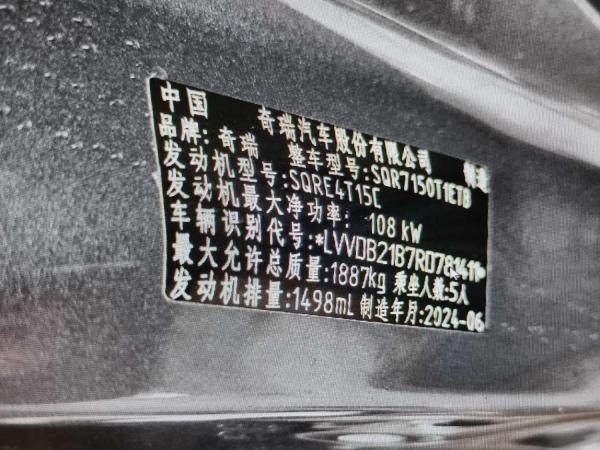 中国 奇瑞汽车股份有限公司 制造
品牌: 奇瑞 整车型号:SQR7150T1ETB
发动机型号:SQRE4T15C
发动机最大净功率: 108 kW
车辆识别代号:
最大允许总质量:1887kg 乘坐人数:5人
发动机排量:1498mL 制造年月:2024-06